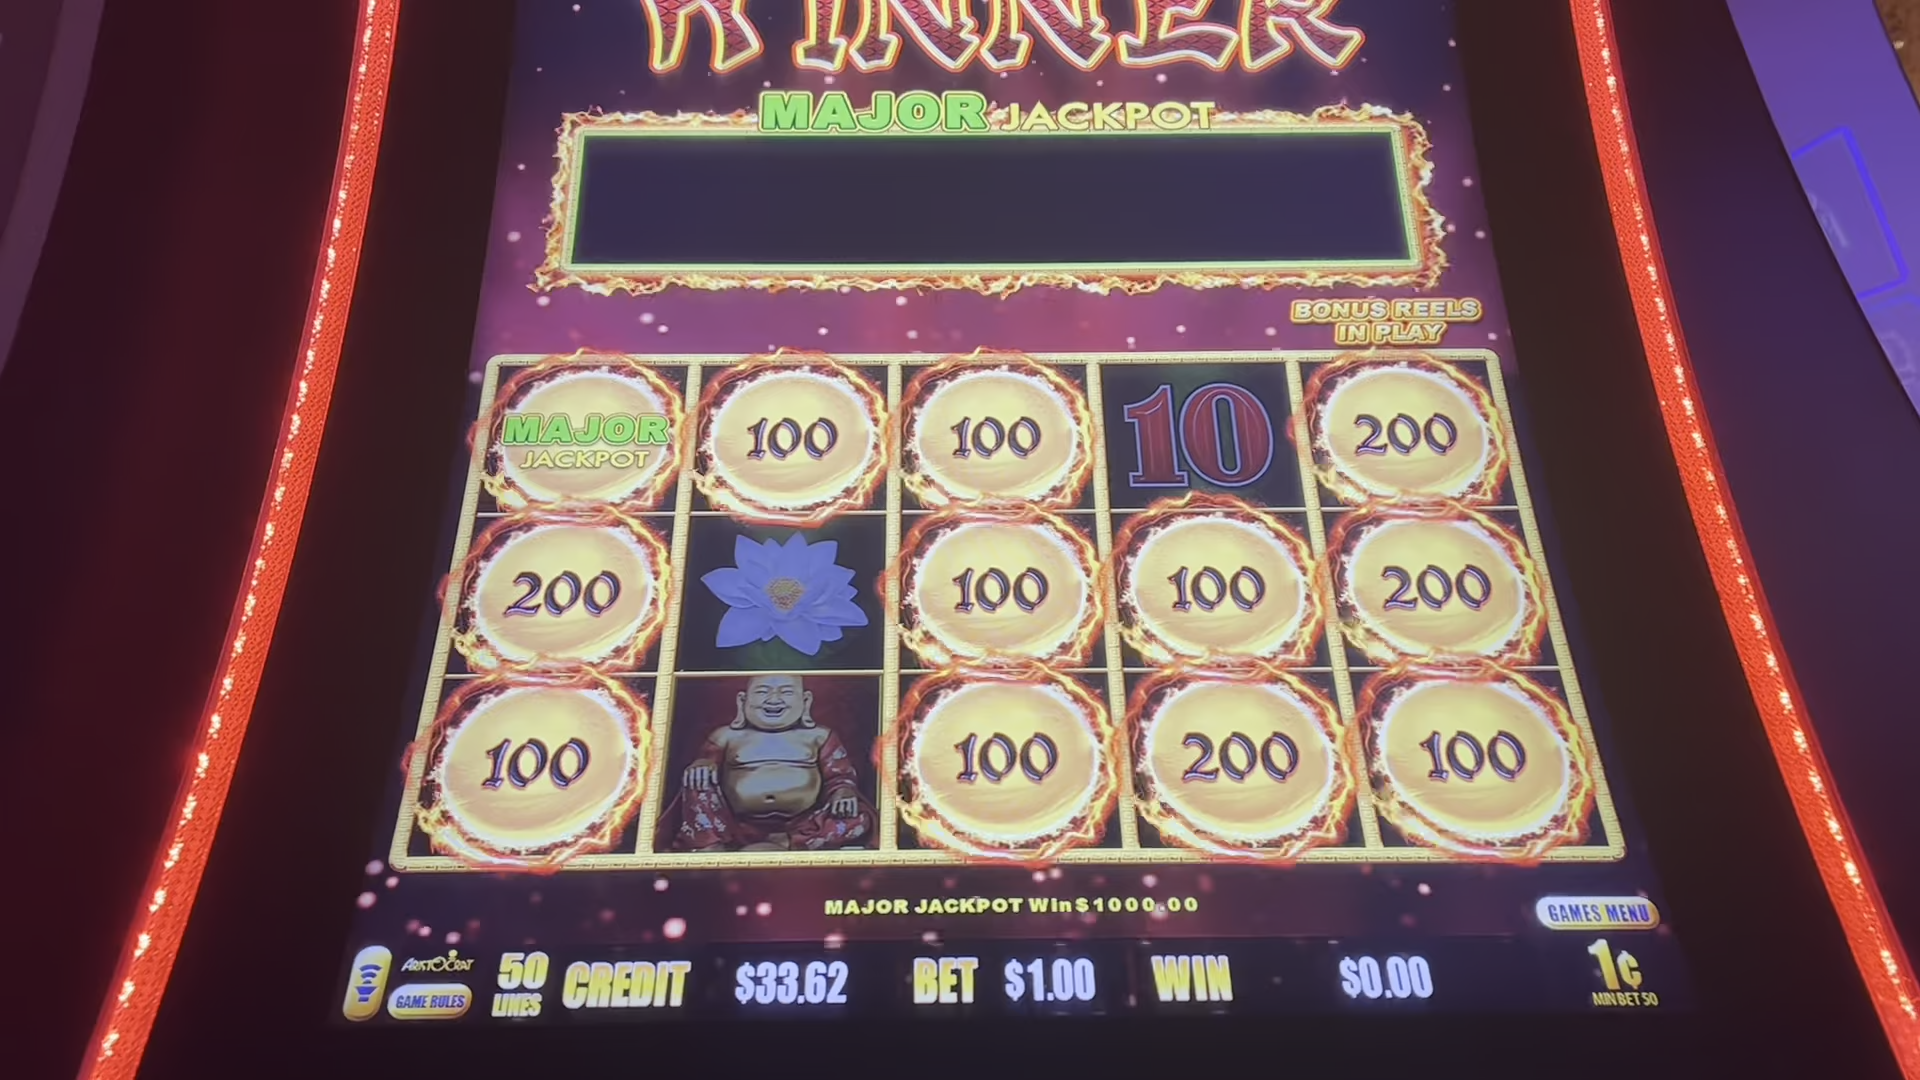 WINNER
MAJOR JACKPOT
BONUS REELS
IN PLAY
MAJOR
JACKPOT
100
100
10
200
200
100
100
200
100
100
200
100
MAJOR JACKPOT Win $1000.00
GAMES MENU
ARISTOCRAT
GAME RULES
50
LINES
CREDIT $33.62 BET $1.00 WIN $0.00
1¢
MIN BET 50